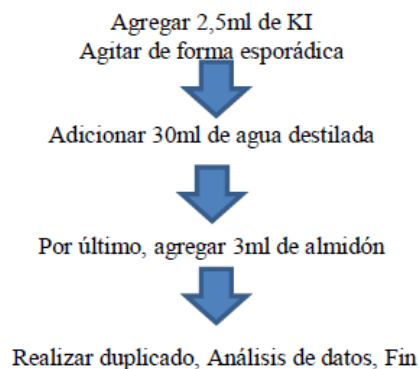 Agregar 2,5ml de KI
Agitar de forma esporádica
Adicionar 30ml de agua destilada
Por último, agregar 3ml de almidón
Realizar duplicado, Análisis de datos, Fin